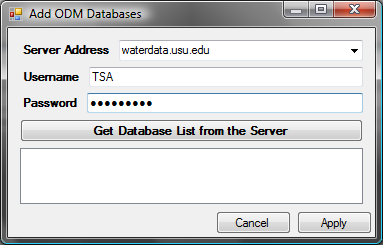 Add ODM Databases
Server Address waterdata.usu.edu
Username TSA
Password •••••••••
Get Database List from the Server
Cancel Apply